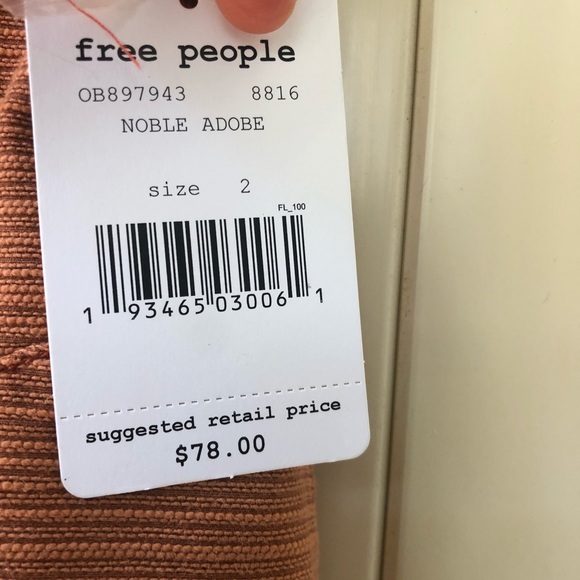 free people
OB897943 8816
NOBLE ADOBE
size 2
FL_100
1 93465 03006 1
suggested retail price
$78.00